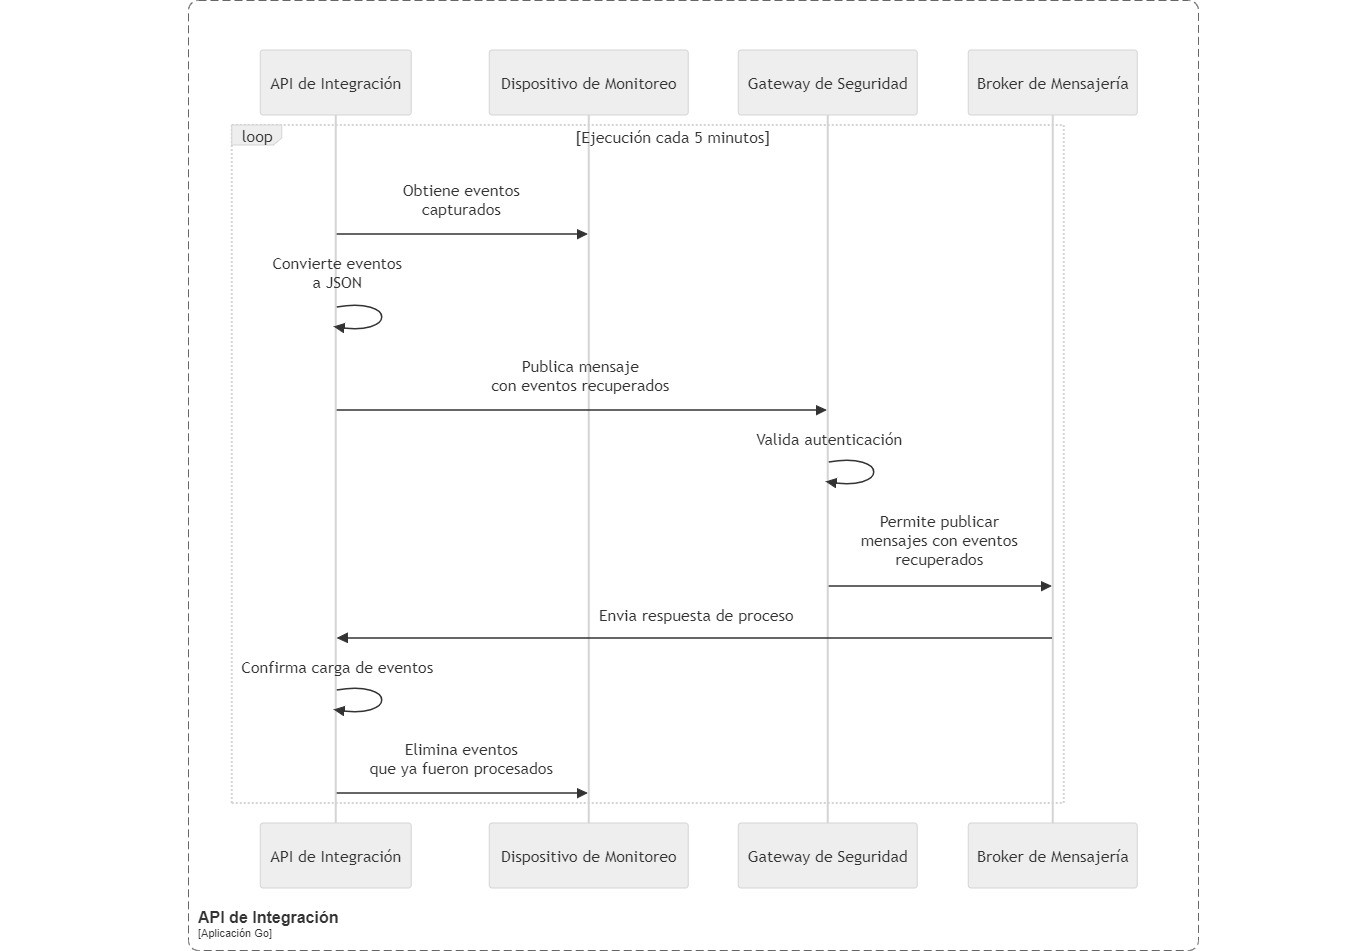 API de Integración
Dispositivo de Monitoreo
Gateway de Seguridad
Broker de Mensajería
loop
[Ejecución cada 5 minutos]
Obtiene eventos
capturados
Convierte eventos
a JSON
Publica mensaje
con eventos recuperados
Valida autenticación
Permite publicar
mensajes con eventos
recuperados
Envia respuesta de proceso
Confirma carga de eventos
Elimina eventos
que ya fueron procesados
API de Integración
Dispositivo de Monitoreo
Gateway de Seguridad
Broker de Mensajería
API de Integración
[Aplicación Go]